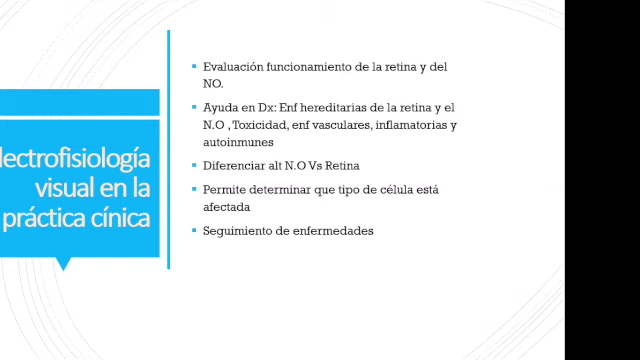 lectrofisiología
visual en la
práctica cínica
Evaluación funcionamiento de la retina y del
NO.
Ayuda en Dx: Enf hereditarias de la retina y el
N.O , Toxicidad, enf vasculares, inflamatorias y
autoinmunes
Diferenciar alt N.O Vs Retina
Permite determinar que tipo de célula está
afectada
Seguimiento de enfermedades